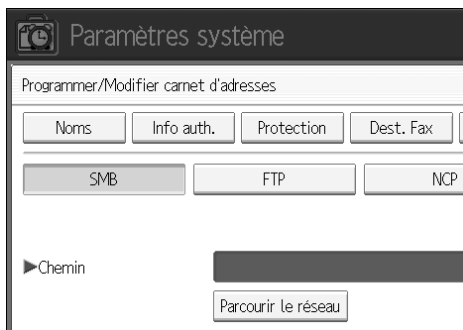 Paramètres système
Programmer/Modifier carnet d'adresses
Noms Info auth. Protection Dest. Fax
SMB FTP NCP
▶Chemin
Parcourir le réseau